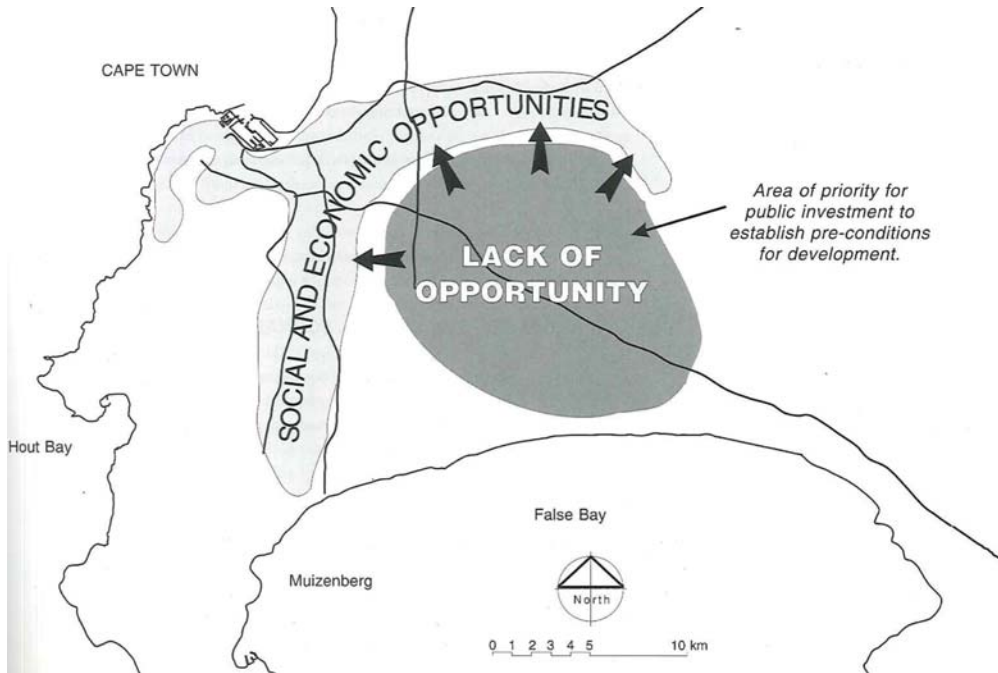 CAPE TOWN
SOCIAL AND ECONOMIC OPPORTUNITIES
Area of priority for
public investment to
establish pre-conditions
for development.
LACK OF
OPPORTUNITY
Hout Bay
False Bay
Muizenberg
North
0 1 2 3 4 5 10 km